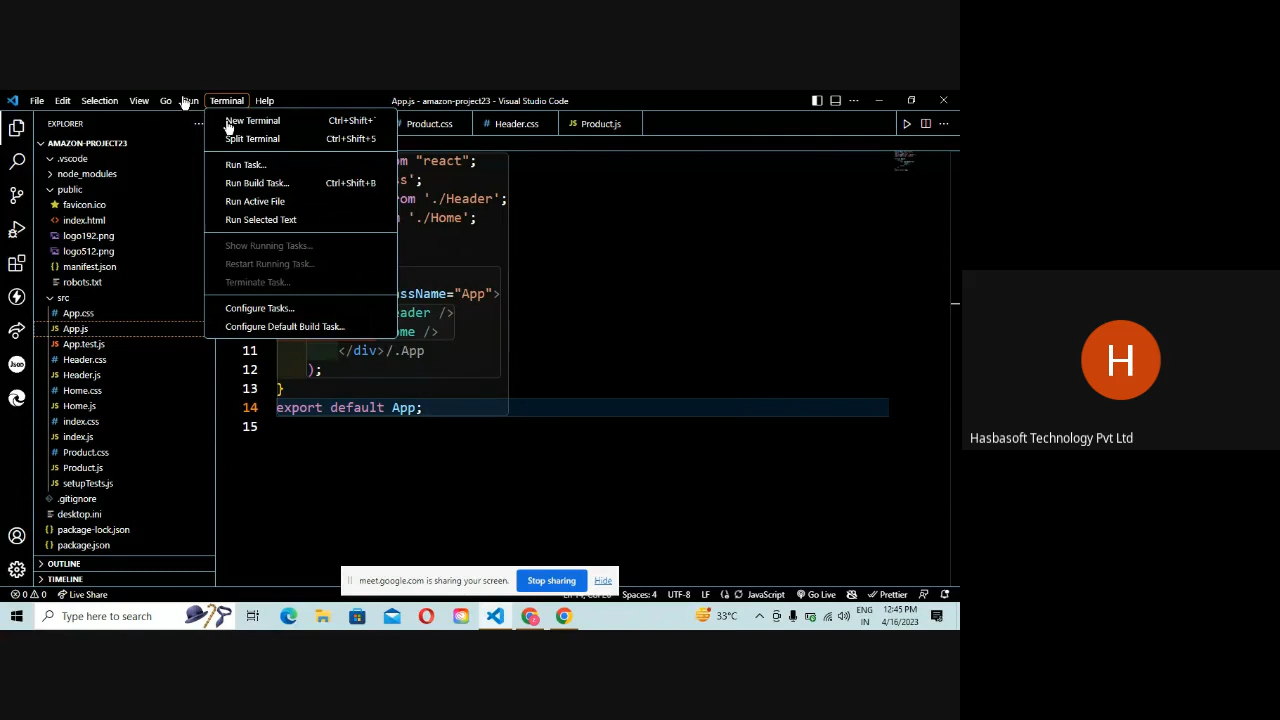 File Edit Selection View Go Run Terminal Help
App.js - amazon-project23 - Visual Studio Code
EXPLORER
AMAZON-PROJECT23
.vscode
node_modules
public
favicon.ico
index.html
logo192.png
logo512.png
manifest.json
robots.txt
src
App.css
App.js
App.test.js
Header.css
Header.js
Home.css
Home.js
index.css
index.js
Product.css
Product.js
setupTests.js
.gitignore
desktop.ini
package-lock.json
package.json
OUTLINE
TIMELINE
New Terminal Ctrl+Shift+`
Split Terminal Ctrl+Shift+5
Run Task...
Run Build Task... Ctrl+Shift+B
Run Active File
Run Selected Text
Show Running Tasks...
Restart Running Task...
Terminate Task...
Configure Tasks...
Configure Default Build Task...
Product.css Header.css Product.js
"react";
';
'./Header';
'./Home';
"App">
/>
/>
11 </div>/.App
12 );
13 }
14 export default App;
15
meet.google.com is sharing your screen. Stop sharing Hide
0 0 Live Share
Spaces: 4 UTF-8 LF JavaScript Go Live Prettier
Type here to search
33°C
ENG
IN
12:45 PM
4/16/2023
Json
H
Hasbasoft Technology Pvt Ltd